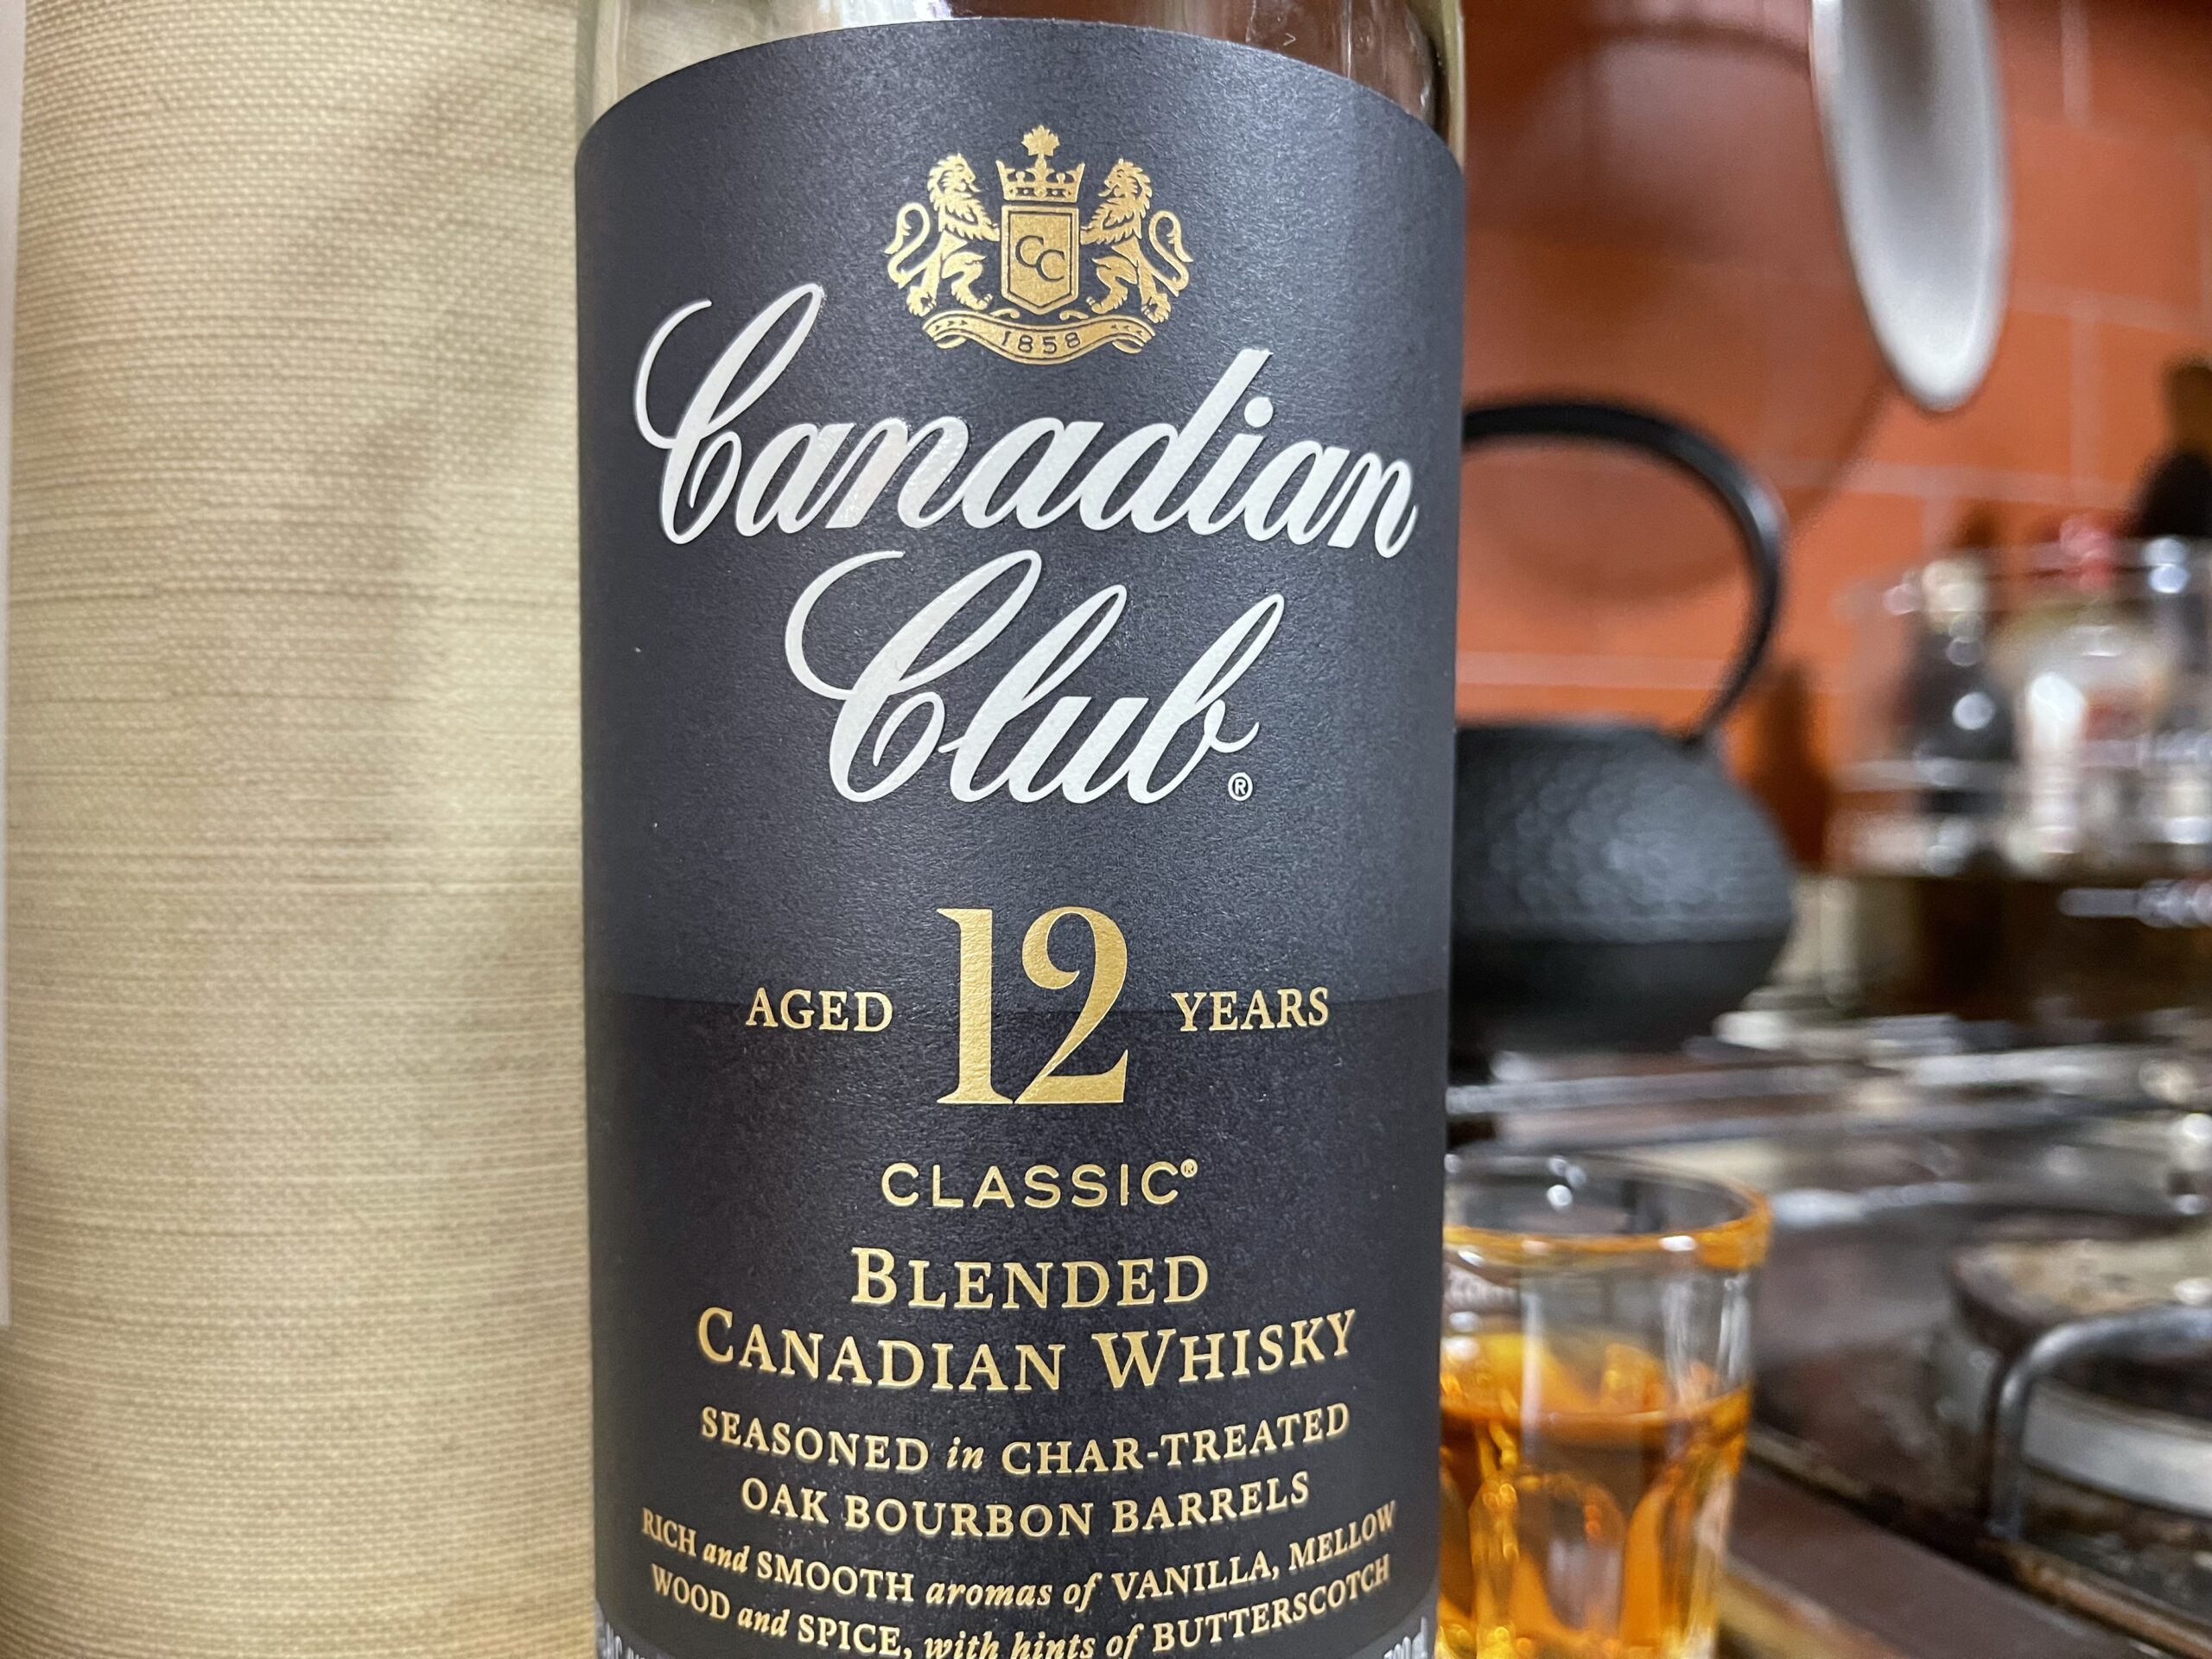 CC
1858
Canadian
Club®
AGED 12 YEARS
CLASSIC®
BLENDED
CANADIAN WHISKY
SEASONED in CHAR-TREATED
OAK BOURBON BARRELS
RICH and SMOOTH aromas of VANILLA, MELLOW
WOOD and SPICE, with hints of BUTTERSCOTCH